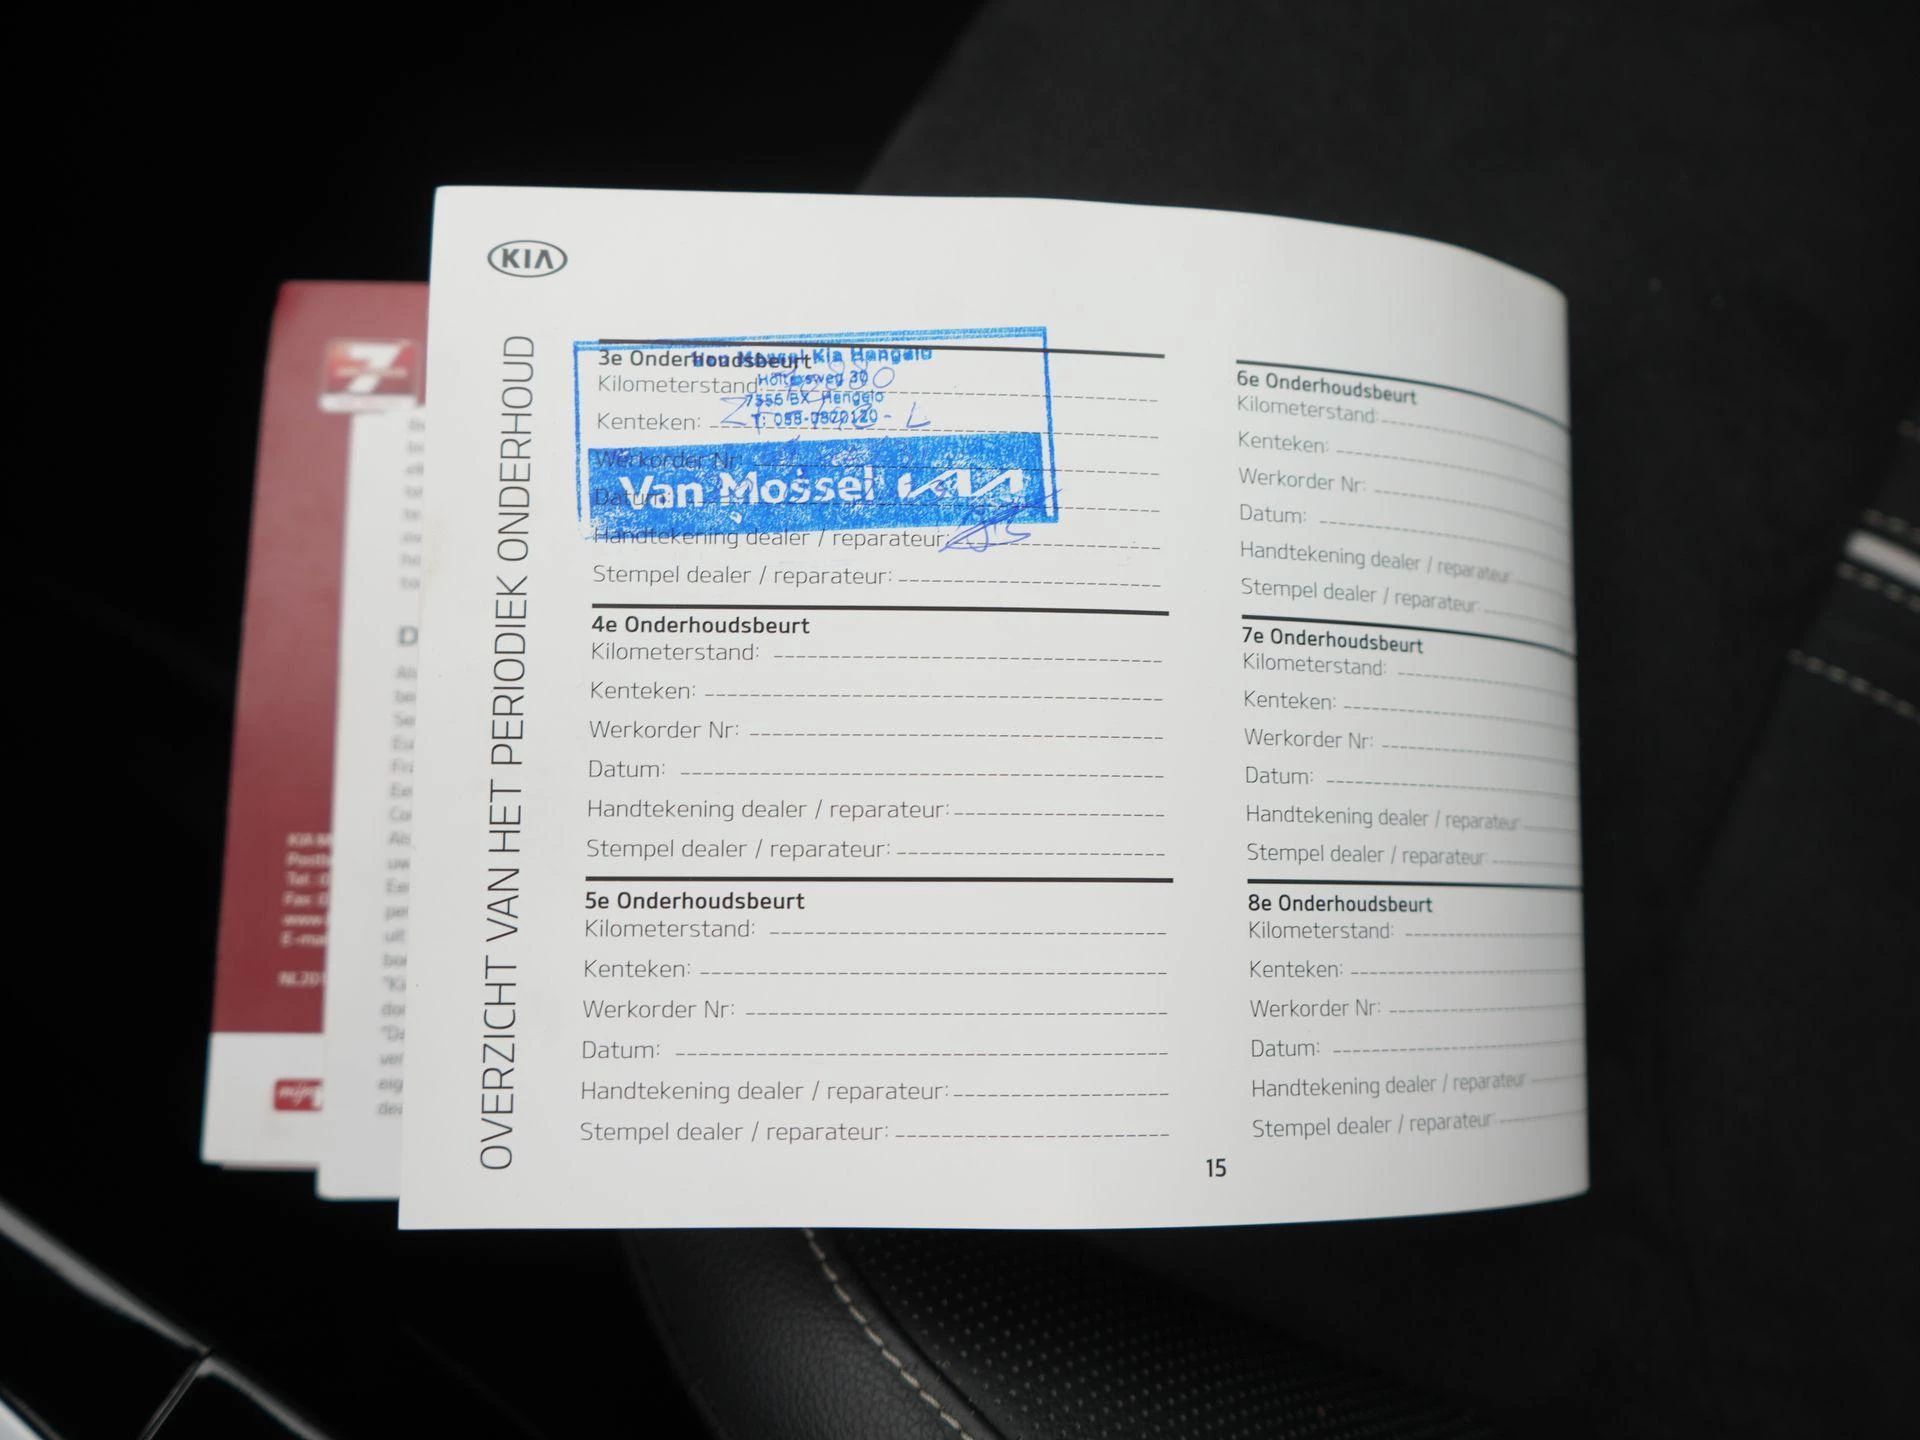 KIA
OVERZICHT VAN HET PERIODIEK ONDERHOUD
3e Onderhoudsbeurt
Van Mossel Kia Hengelo
Kilometerstand:
7556 BX Hengelo
Kenteken:
Werkorder Nr:
Van Mossel KIA
Datum:
Handtekening dealer / reparateur:
Stempel dealer / reparateur:
4e Onderhoudsbeurt
Kilometerstand:
Kenteken:
Werkorder Nr:
Datum:
Handtekening dealer / reparateur:
Stempel dealer / reparateur:
5e Onderhoudsbeurt
Kilometerstand:
Kenteken:
Werkorder Nr:
Datum:
Handtekening dealer / reparateur:
Stempel dealer / reparateur:
6e Onderhoudsbeurt
Kilometerstand:
Kenteken:
Werkorder Nr:
Datum:
Handtekening dealer / reparateur:
Stempel dealer / reparateur:
7e Onderhoudsbeurt
Kilometerstand:
Kenteken:
Werkorder Nr:
Datum:
Handtekening dealer / reparateur:
Stempel dealer / reparateur:
8e Onderhoudsbeurt
Kilometerstand:
Kenteken:
Werkorder Nr:
Datum:
Handtekening dealer / reparateur:
Stempel dealer / reparateur:
15